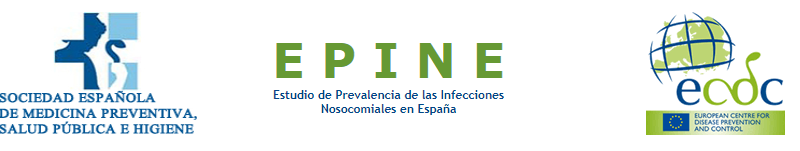 SOCIEDAD ESPAÑOLA
DE MEDICINA PREVENTIVA,
SALUD PÚBLICA E HIGIENE
EPINE
Estudio de Prevalencia de las Infecciones
Nosocomiales en España
ecdc
EUROPEAN CENTRE FOR
DISEASE PREVENTION
AND CONTROL